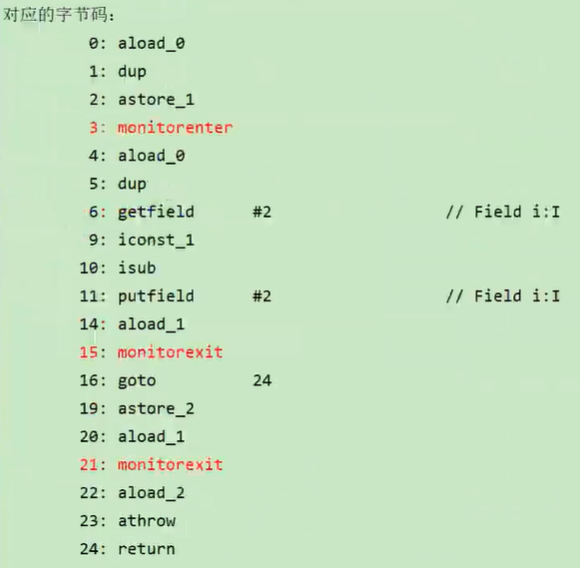 对应的字节码：
0: aload_0
1: dup
2: astore_1
3: monitorenter
4: aload_0
5: dup
6: getfield #2 // Field i:I
9: iconst_1
10: isub
11: putfield #2 // Field i:I
14: aload_1
15: monitorexit
16: goto 24
19: astore_2
20: aload_1
21: monitorexit
22: aload_2
23: athrow
24: return